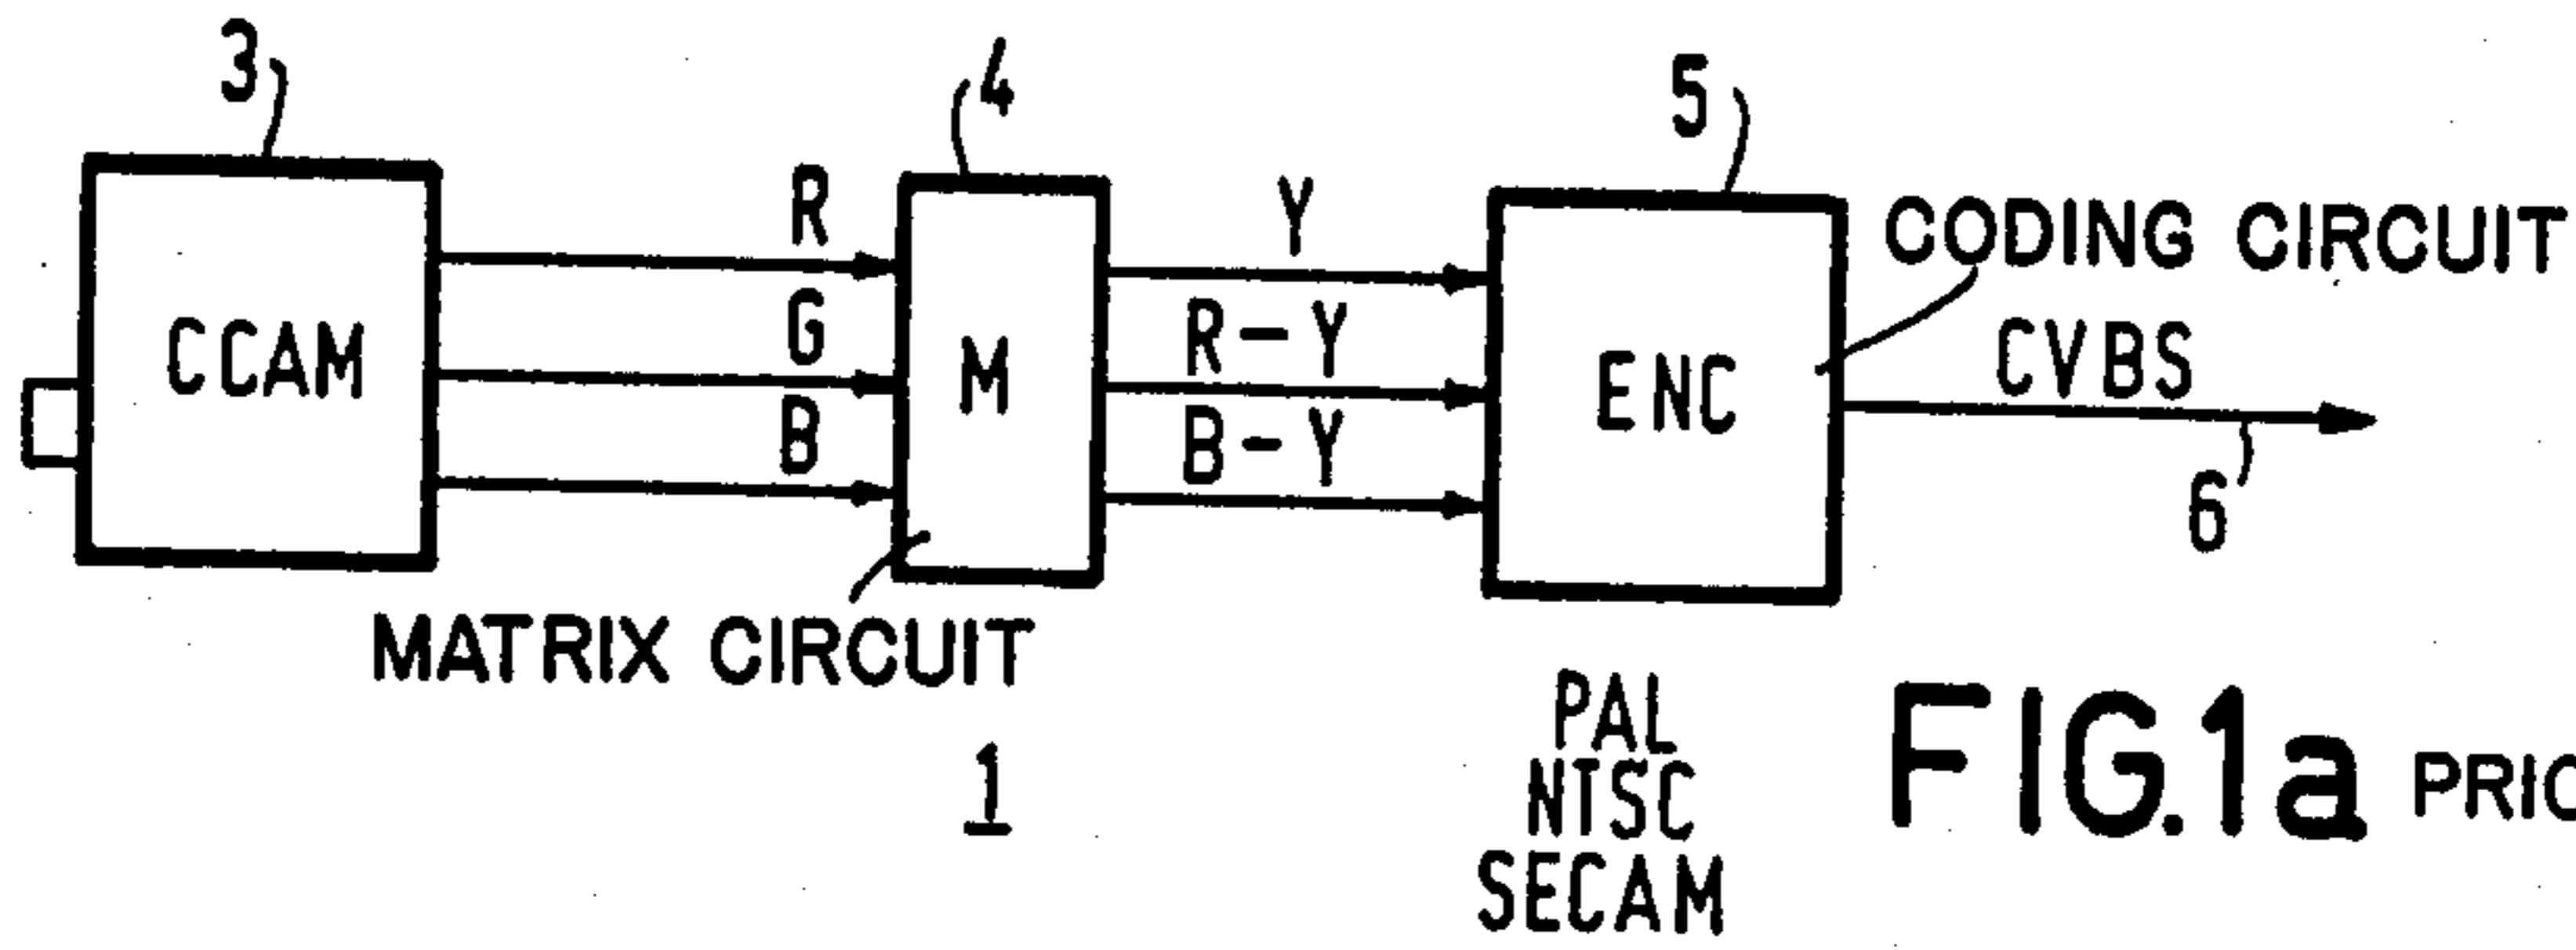 3
4
5
R
Y
CODING CIRCUIT
CCAM
G
M
R-Y
ENC
CVBS
B
B-Y
6
MATRIX CIRCUIT
1
PAL
NTSC
SECAM
FIG.1a